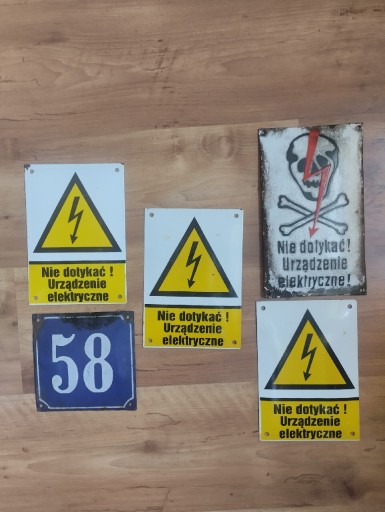 Nie dotykać!
Urządzenie
elektryczne!
Nie dotykać !
Urządzenie
elektryczne
Nie dotykać !
Urządzenie
elektryczne
58
Nie dotykać !
Urządzenie
elektryczne